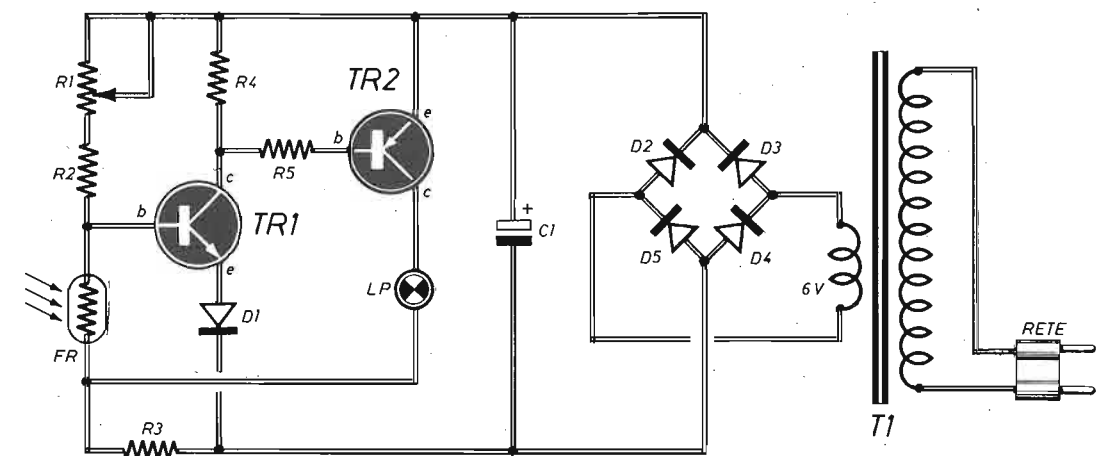 R1
R4
TR2
e
b
R2
R5
c
c
b
TR1
e
D1
FR
LP
R3
+
C1
D2
D3
D5
D4
6V
T1
RETE